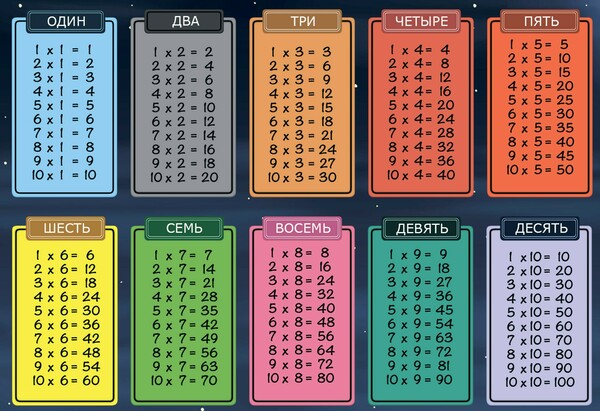 ОДИН
1 x 1 = 1
2 x 1 = 2
3 x 1 = 3
4 x 1 = 4
5 x 1 = 5
6 x 1 = 6
7 x 1 = 7
8 x 1 = 8
9 x 1 = 9
10 x 1 = 10
ДВА
1 x 2 = 2
2 x 2 = 4
3 x 2 = 6
4 x 2 = 8
5 x 2 = 10
6 x 2 = 12
7 x 2 = 14
8 x 2 = 16
9 x 2 = 18
10 x 2 = 20
ТРИ
1 x 3 = 3
2 x 3 = 6
3 x 3 = 9
4 x 3 = 12
5 x 3 = 15
6 x 3 = 18
7 x 3 = 21
8 x 3 = 24
9 x 3 = 27
10 x 3 = 30
ЧЕТЫРЕ
1 x 4 = 4
2 x 4 = 8
3 x 4 = 12
4 x 4 = 16
5 x 4 = 20
6 x 4 = 24
7 x 4 = 28
8 x 4 = 32
9 x 4 = 36
10 x 4 = 40
ПЯТЬ
1 x 5 = 5
2 x 5 = 10
3 x 5 = 15
4 x 5 = 20
5 x 5 = 25
6 x 5 = 30
7 x 5 = 35
8 x 5 = 40
9 x 5 = 45
10 x 5 = 50
ШЕСТЬ
1 x 6 = 6
2 x 6 = 12
3 x 6 = 18
4 x 6 = 24
5 x 6 = 30
6 x 6 = 36
7 x 6 = 42
8 x 6 = 48
9 x 6 = 54
10 x 6 = 60
СЕМЬ
1 x 7 = 7
2 x 7 = 14
3 x 7 = 21
4 x 7 = 28
5 x 7 = 35
6 x 7 = 42
7 x 7 = 49
8 x 7 = 56
9 x 7 = 63
10 x 7 = 70
ВОСЕМЬ
1 x 8 = 8
2 x 8 = 16
3 x 8 = 24
4 x 8 = 32
5 x 8 = 40
6 x 8 = 48
7 x 8 = 56
8 x 8 = 64
9 x 8 = 72
10 x 8 = 80
ДЕВЯТЬ
1 x 9 = 9
2 x 9 = 18
3 x 9 = 27
4 x 9 = 36
5 x 9 = 45
6 x 9 = 54
7 x 9 = 63
8 x 9 = 72
9 x 9 = 81
10 x 9 = 90
ДЕСЯТЬ
1 x 10 = 10
2 x 10 = 20
3 x 10 = 30
4 x 10 = 40
5 x 10 = 50
6 x 10 = 60
7 x 10 = 70
8 x 10 = 80
9 x 10 = 90
10 x 10 = 100